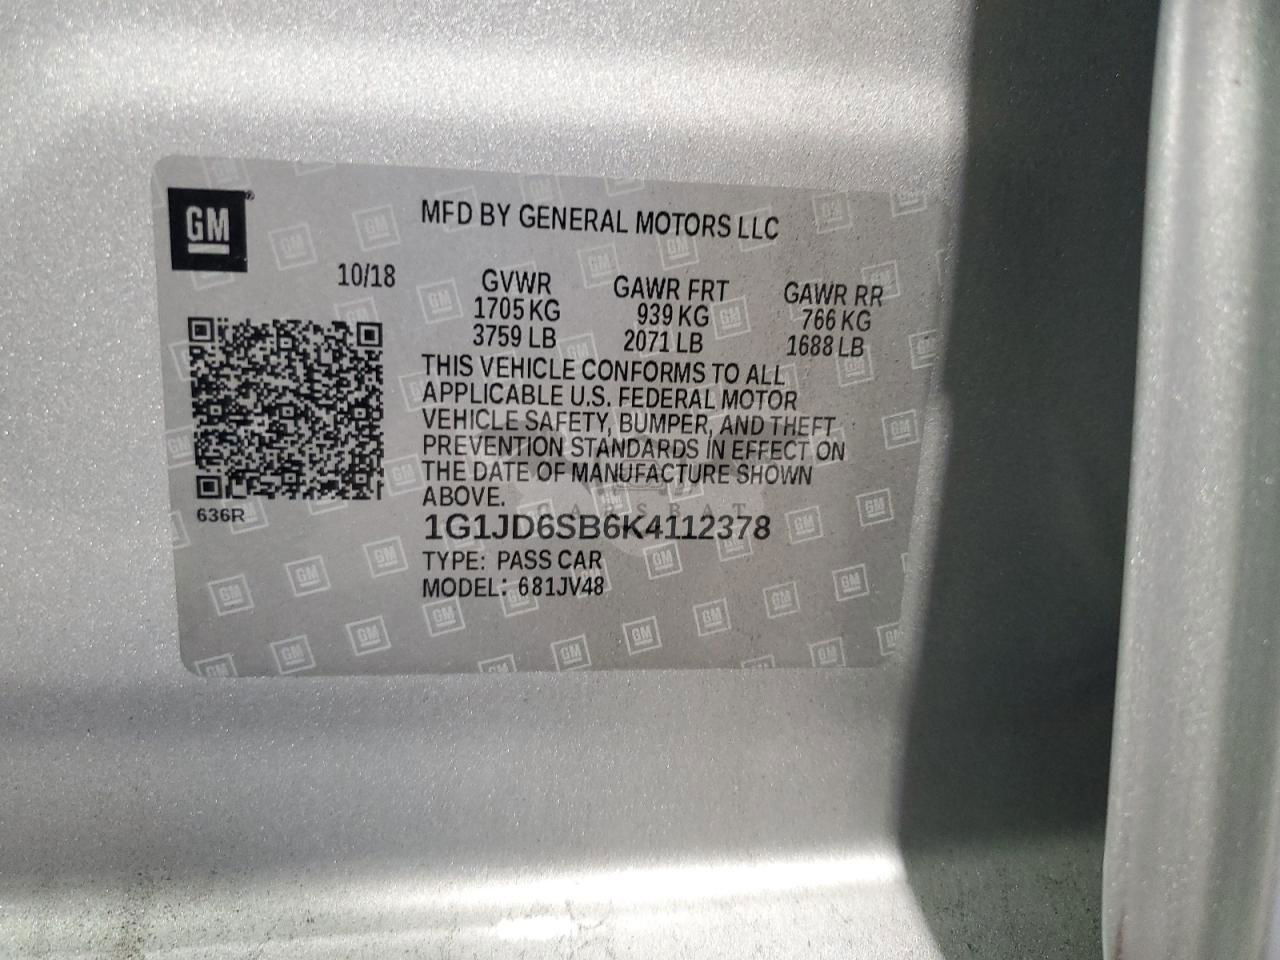 GM
MFD BY GENERAL MOTORS LLC
10/18
GVWR GAWR FRT GAWR RR
1705 KG 939 KG 766 KG
3759 LB 2071 LB 1688 LB
THIS VEHICLE CONFORMS TO ALL
APPLICABLE U.S. FEDERAL MOTOR
VEHICLE SAFETY, BUMPER, AND THEFT
PREVENTION STANDARDS IN EFFECT ON
THE DATE OF MANUFACTURE SHOWN
ABOVE.
636R
CARSBAT
1G1JD6SB6K4112378
TYPE: PASS CAR
MODEL: 681JV48